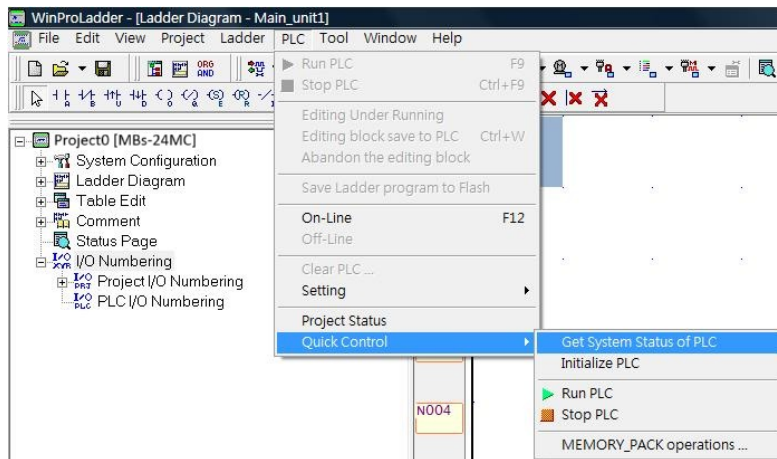 WinProLadder - [Ladder Diagram - Main_unit1]
File Edit View Project Ladder PLC Tool Window Help
ORG
AND
Run PLC F9
Stop PLC Ctrl+F9
Editing Under Running
Editing block save to PLC Ctrl+W
Abandon the editing block
Save Ladder program to Flash
On-Line F12
Off-Line
Clear PLC ...
Setting
Project Status
Quick Control
Get System Status of PLC
Initialize PLC
Run PLC
Stop PLC
MEMORY_PACK operations ...
Project0 [MBs-24MC]
System Configuration
Ladder Diagram
Table Edit
Comment
Status Page
I/O XYR I/O Numbering
I/O PRJ Project I/O Numbering
I/O PLC PLC I/O Numbering
N004